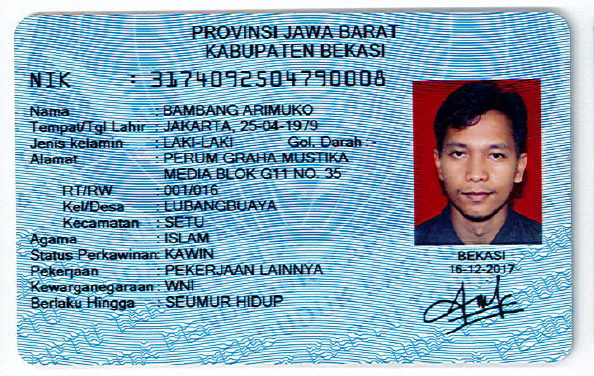 PROVINSI JAWA BARAT
KABUPATEN BEKASI
NIK : 3174092504790008
Nama : BAMBANG ARIMUKO
Tempat/Tgl Lahir : JAKARTA, 25-04-1979
Jenis kelamin : LAKI-LAKI Gol. Darah : -
Alamat : PERUM GRAHA MUSTIKA
MEDIA BLOK G11 NO. 35
RT/RW : 001/016
Kel/Desa : LUBANGBUAYA
Kecamatan : SETU
Agama : ISLAM
Status Perkawinan: KAWIN
Pekerjaan : PEKERJAAN LAINNYA
Kewarganegaraan : WNI
Berlaku Hingga : SEUMUR HIDUP
BEKASI
16-12-2017